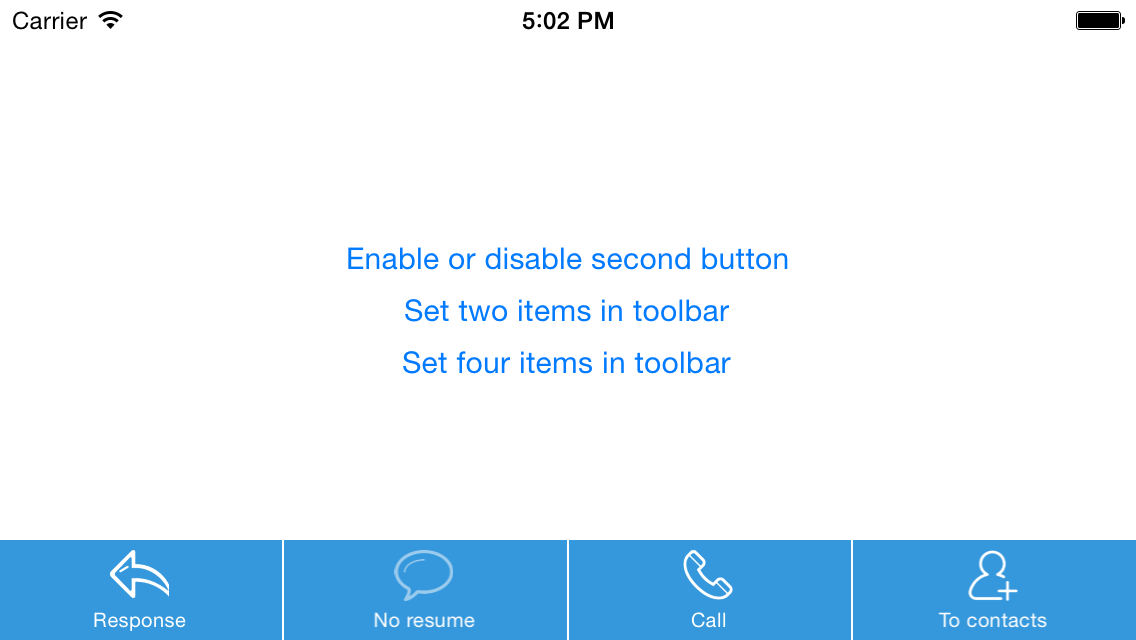 Carrier
5:02 PM
Enable or disable second button
Set two items in toolbar
Set four items in toolbar
Response
No resume
Call
To contacts